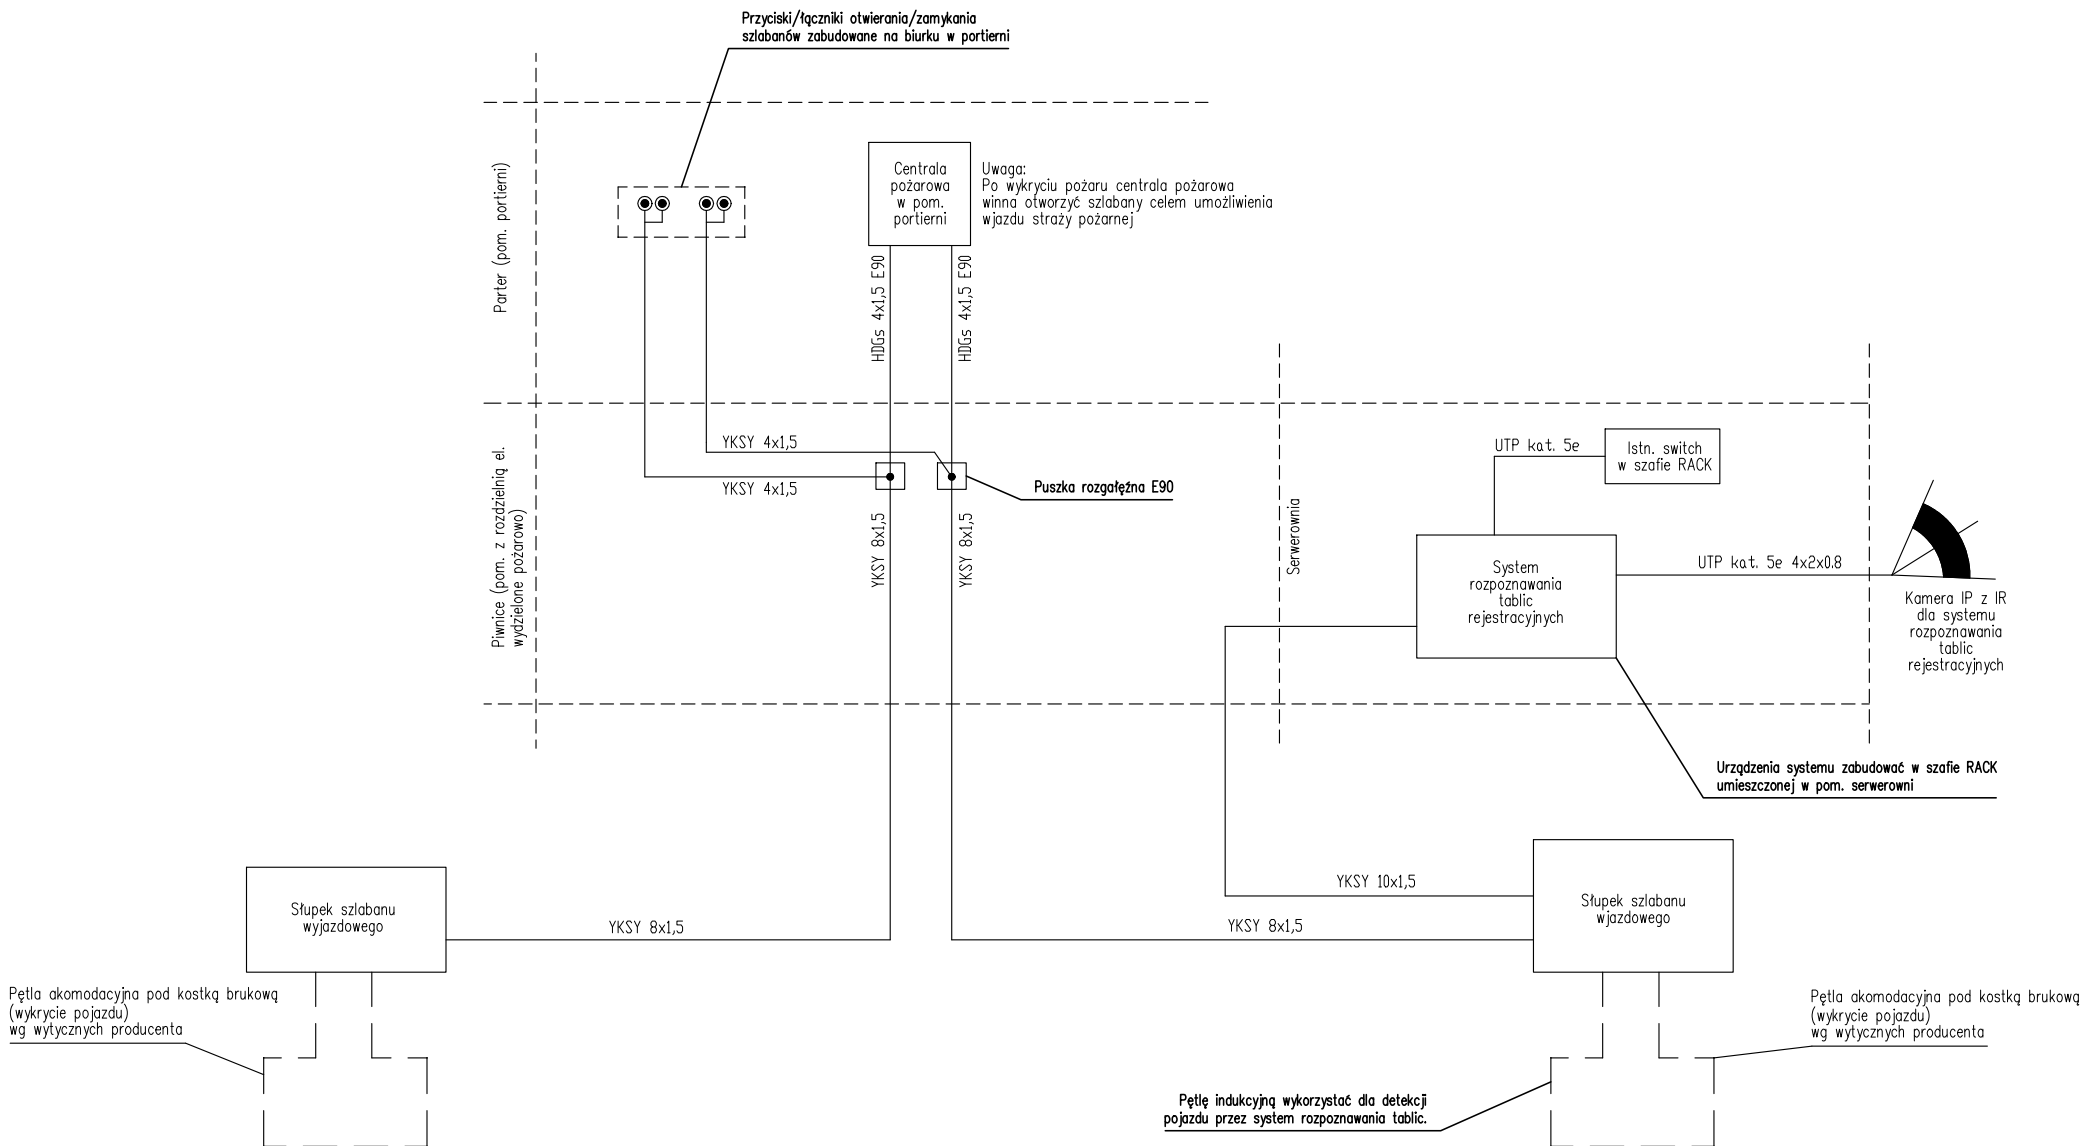 Przyciski/łączniki otwierania/zamykania
szlabanów zabudowane na biurku w portierni
Parter (pom. portierni)
Centrala
pożarowa
w pom.
portierni
Uwaga:
Po wykryciu pożaru centrala pożarowa
winna otworzyć szlabany celem umożliwienia
wjazdu straży pożarnej
HDGs 4x1,5 E90
HDGs 4x1,5 E90
YKSY 4x1,5
YKSY 4x1,5
Puszka rozgałęźna E90
Piwnice (pom. z rozdzielnią el.
wydzielone pożarowo)
YKSY 8x1,5
YKSY 8x1,5
Serwerownia
UTP kat. 5e
Istn. switch
w szafie RACK
System
rozpoznawania
tablic
rejestracyjnych
UTP kat. 5e 4x2x0.8
Kamera IP z IR
dla systemu
rozpoznawania
tablic
rejestracyjnych
Urządzenia systemu zabudować w szafie RACK
umieszczonej w pom. serwerowni
Słupek szlabanu
wyjazdowego
YKSY 8x1,5
YKSY 10x1,5
YKSY 8x1,5
Słupek szlabanu
wjazdowego
Pętla akomodacyjna pod kostką brukową
(wykrycie pojazdu)
wg wytycznych producenta
Pętla akomodacyjna pod kostką brukową
(wykrycie pojazdu)
wg wytycznych producenta
Pętlę indukcyjną wykorzystać dla detekcji
pojazdu przez system rozpoznawania tablic.